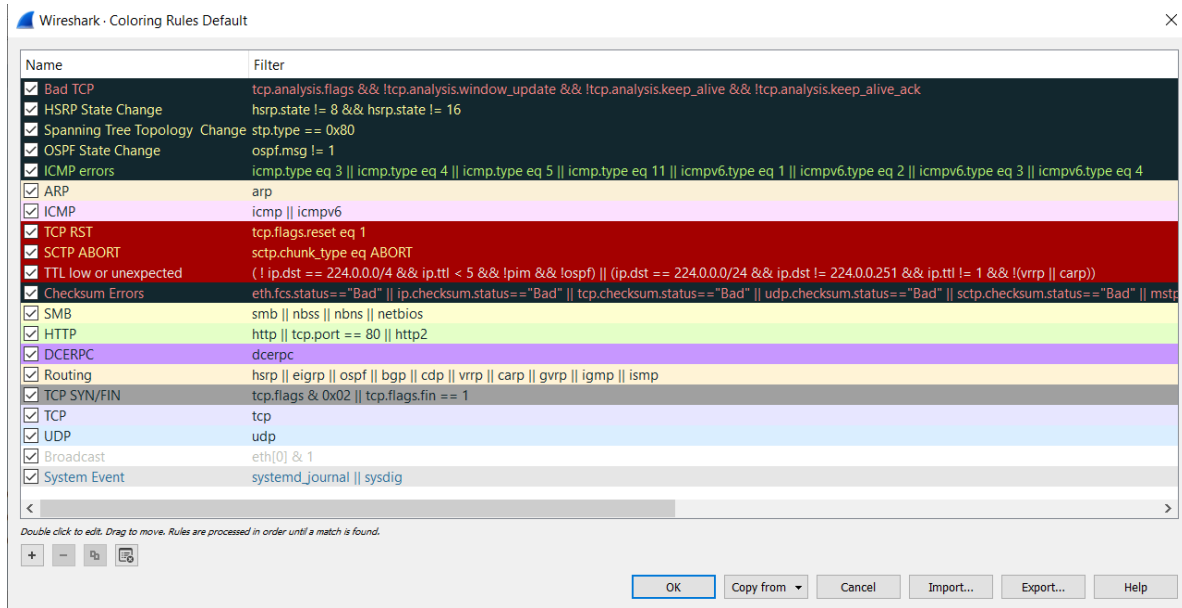 Wireshark · Coloring Rules Default
Name Filter
Bad TCP tcp.analysis.flags && !tcp.analysis.window_update && !tcp.analysis.keep_alive && !tcp.analysis.keep_alive_ack
HSRP State Change hsrp.state != 8 && hsrp.state != 16
Spanning Tree Topology  Change stp.type == 0x80
OSPF State Change ospf.msg != 1
ICMP errors icmp.type eq 3 || icmp.type eq 4 || icmp.type eq 5 || icmp.type eq 11 || icmpv6.type eq 1 || icmpv6.type eq 2 || icmpv6.type eq 3 || icmpv6.type eq 4
ARP arp
ICMP icmp || icmpv6
TCP RST tcp.flags.reset eq 1
SCTP ABORT sctp.chunk_type eq ABORT
TTL low or unexpected ( ! ip.dst == 224.0.0.0/4 && ip.ttl < 5 && !pim && !ospf) || (ip.dst == 224.0.0.0/24 && ip.dst != 224.0.0.251 && ip.ttl != 1 && !(vrrp || carp))
Checksum Errors eth.fcs.status=="Bad" || ip.checksum.status=="Bad" || tcp.checksum.status=="Bad" || udp.checksum.status=="Bad" || sctp.checksum.status=="Bad" || mstp
SMB smb || nbss || nbns || netbios
HTTP http || tcp.port == 80 || http2
DCERPC dcerpc
Routing hsrp || eigrp || ospf || bgp || cdp || vrrp || carp || gvrp || igmp || ismp
TCP SYN/FIN tcp.flags & 0x02 || tcp.flags.fin == 1
TCP tcp
UDP udp
Broadcast eth[0] & 1
System Event systemd_journal || sysdig
Double click to edit. Drag to move. Rules are processed in order until a match is found.
OK Copy from Cancel Import... Export... Help